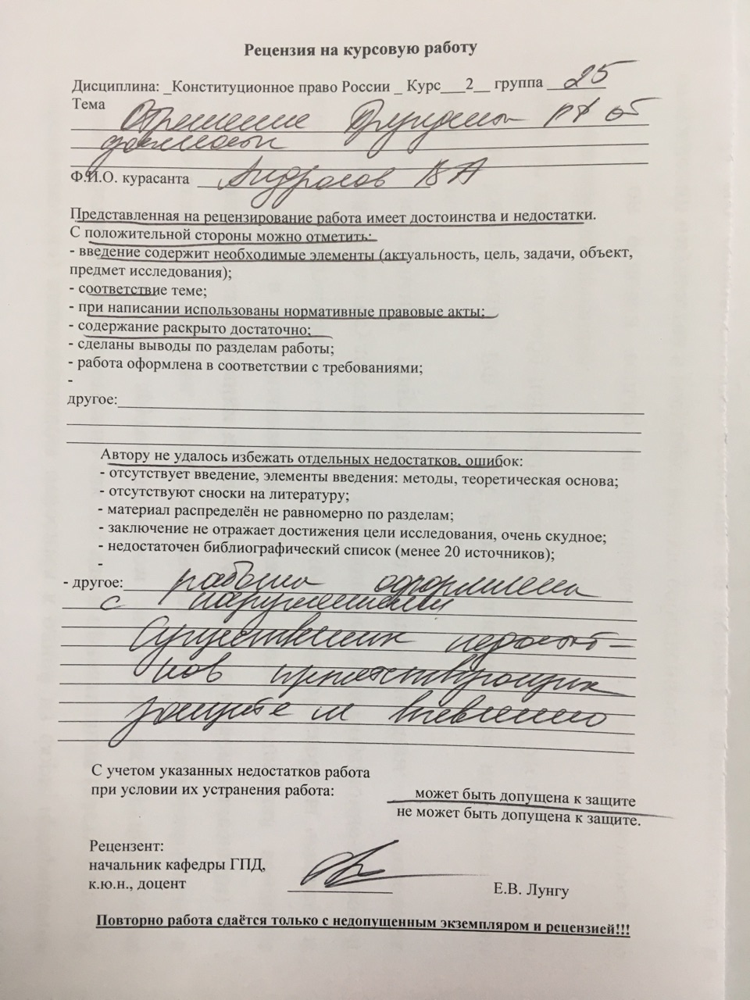 Рецензия на курсовую работу
Дисциплина: _Конституционное право России _ Курс___2__ группа 25
Тема Отрешение Президента РФ от
должности
Ф.И.О. курасанта Андросов В А
Представленная на рецензирование работа имеет достоинства и недостатки.
С положительной стороны можно отметить:
- введение содержит необходимые элементы (актуальность, цель, задачи, объект,
предмет исследования);
- соответствие теме;
- при написании использованы нормативные правовые акты;
- содержание раскрыто достаточно;
- сделаны выводы по разделам работы;
- работа оформлена в соответствии с требованиями;
-
другое:
Автору не удалось избежать отдельных недостатков, ошибок:
- отсутствует введение, элементы введения: методы, теоретическая основа;
- отсутствуют сноски на литературу;
- материал распределён не равномерно по разделам;
- заключение не отражает достижения цели исследования, очень скудное;
- недостаточен библиографический список (менее 20 источников);
-
- другое: работа оформлена
с нарушениями
Существенных недостат-
ков препятствующих
защите не выявлено
С учетом указанных недостатков работа
при условии их устранения работа:
может быть допущена к защите
не может быть допущена к защите.
Рецензент:
начальник кафедры ГПД,
к.ю.н., доцент
Е.В. Лунгу
Повторно работа сдаётся только с недопущенным экземпляром и рецензией!!!